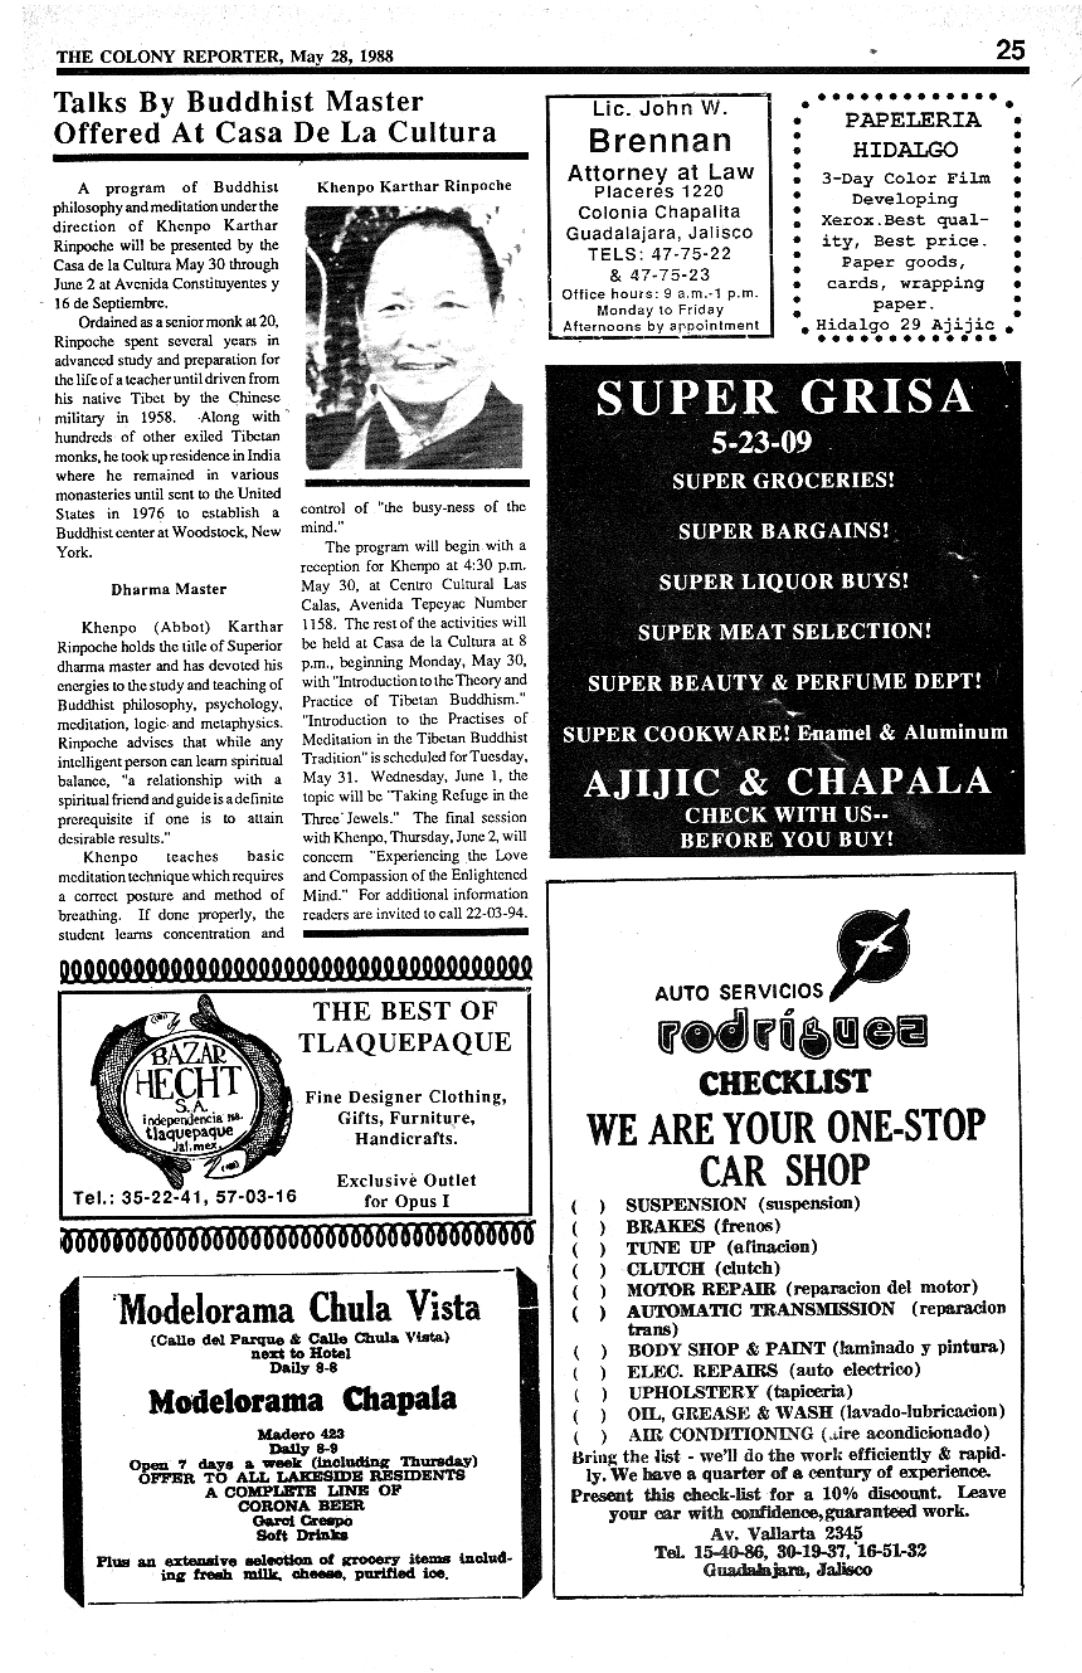 THE COLONY REPORTER, May 28, 1988
25
Talks By Buddhist Master
Offered At Casa De La Cultura
A program of Buddhist
philosophy and meditation under the
direction of Khenpo Karthar
Rinpoche will be presented by the
Casa de la Cultura May 30 through
June 2 at Avenida Constituyentes y
16 de Septiembre.
Ordained as a senior monk at 20,
Rinpoche spent several years in
advanced study and preparation for
the life of a teacher until driven from
his native Tibet by the Chinese
military in 1958. Along with
hundreds of other exiled Tibetan
monks, he took up residence in India
where he remained in various
monasteries until sent to the United
States in 1976 to establish a
Buddhist center at Woodstock, New
York.
Dharma Master
Khenpo (Abbot) Karthar
Rinpoche holds the title of Superior
dharma master and has devoted his
energies to the study and teaching of
Buddhist philosophy, psychology,
meditation, logic and metaphysics.
Rinpoche advises that while any
intelligent person can learn spiritual
balance, "a relationship with a
spiritual friend and guide is a definite
prerequisite if one is to attain
desirable results."
Khenpo teaches basic
meditation technique which requires
a correct posture and method of
breathing. If done properly, the
student learns concentration and
Khenpo Karthar Rinpoche
control of "the busy-ness of the
mind."
The program will begin with a
reception for Khenpo at 4:30 p.m.
May 30, at Centro Cultural Las
Calas, Avenida Tepeyac Number
1158. The rest of the activities will
be held at Casa de la Cultura at 8
p.m., beginning Monday, May 30,
with "Introduction to the Theory and
Practice of Tibetan Buddhism."
"Introduction to the Practises of
Meditation in the Tibetan Buddhist
Tradition" is scheduled for Tuesday,
May 31. Wednesday, June 1, the
topic will be "Taking Refuge in the
Three Jewels." The final session
with Khenpo, Thursday, June 2, will
concern "Experiencing the Love
and Compassion of the Enlightened
Mind." For additional information
readers are invited to call 22-03-94.
BAZAR
HECHT
S.A.
independencia 158-
tlaquepaque
Jal. mex.
Tel.: 35-22-41, 57-03-16
THE BEST OF
TLAQUEPAQUE
Fine Designer Clothing,
Gifts, Furniture,
Handicrafts.
Exclusive Outlet
for Opus I
Modelorama Chula Vista
(Calle del Parque & Calle Chula Vista)
next to Hotel
Daily 8-8
Modelorama Chapala
Madero 423
Daily 8-9
Open 7 days a week (including Thursday)
OFFER TO ALL LAKESIDE RESIDENTS
A COMPLETE LINE OF
CORONA BEER
Garci Crespo
Soft Drinks
Plus an extensive selection of grocery items includ-
ing fresh milk, cheese, purified ice.
Lic. John W.
Brennan
Attorney at Law
Placeres 1220
Colonia Chapalita
Guadalajara, Jalisco
TELS: 47-75-22
& 47-75-23
Office hours: 9 a.m.-1 p.m.
Monday to Friday
Afternoons by appointment
PAPELERIA
HIDALGO
3-Day Color Film
Developing
Xerox.Best qual-
ity, Best price.
Paper goods,
cards, wrapping
paper.
Hidalgo 29 Ajijic
SUPER GRISA
5-23-09
SUPER GROCERIES!
SUPER BARGAINS!
SUPER LIQUOR BUYS!
SUPER MEAT SELECTION!
SUPER BEAUTY & PERFUME DEPT!
SUPER COOKWARE! Enamel & Aluminum
AJIJIC & CHAPALA
CHECK WITH US--
BEFORE YOU BUY!
AUTO SERVICIOS
rodríguez
CHECKLIST
WE ARE YOUR ONE-STOP
CAR SHOP
( ) SUSPENSION (suspension)
( ) BRAKES (frenos)
( ) TUNE UP (afinacion)
( ) CLUTCH (clutch)
( ) MOTOR REPAIR (reparacion del motor)
( ) AUTOMATIC TRANSMISSION (reparacion
trans)
( ) BODY SHOP & PAINT (laminado y pintura)
( ) ELEC. REPAIRS (auto electrico)
( ) UPHOLSTERY (tapiceria)
( ) OIL, GREASE & WASH (lavado-lubricacion)
( ) AIR CONDITIONING (aire acondicionado)
Bring the list - we'll do the work efficiently & rapid-
ly. We have a quarter of a century of experience.
Present this check-list for a 10% discount. Leave
your car with confidence, guaranteed work.
Av. Vallarta 2345
Tel. 15-40-86, 30-19-37, 16-51-32
Guadalajara, Jalisco